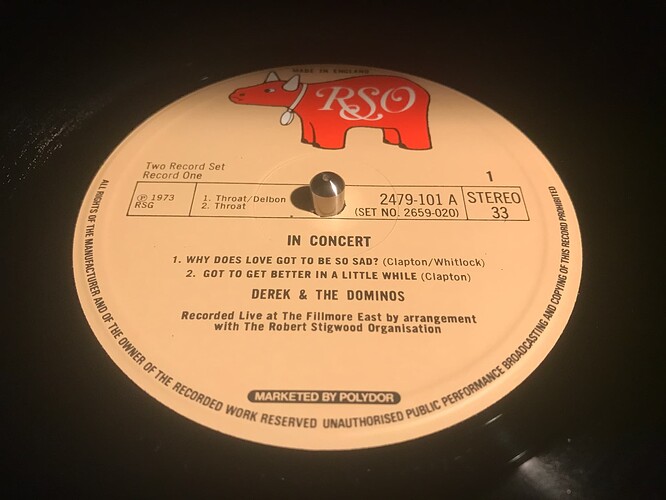 MADE IN ENGLAND
RSO
Two Record Set
Record One
1
℗ 1973
RSG
1. Throat/Delbon
2. Throat
2479-101 A
(SET NO. 2659-020)
STEREO
33
IN CONCERT
1. WHY DOES LOVE GOT TO BE SO SAD? (Clapton/Whitlock)
2. GOT TO GET BETTER IN A LITTLE WHILE (Clapton)
DEREK & THE DOMINOS
Recorded Live at The Fillmore East by arrangement
with The Robert Stigwood Organisation
MARKETED BY POLYDOR
ALL RIGHTS OF THE MANUFACTURER AND OF THE OWNER OF THE RECORDED WORK RESERVED UNAUTHORISED PUBLIC PERFORMANCE BROADCASTING AND COPYING OF THIS RECORD PROHIBITED